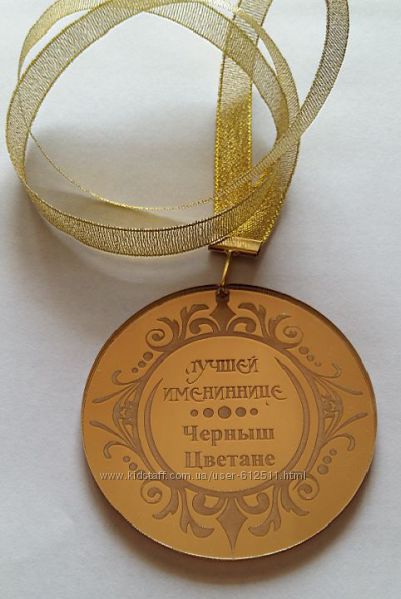 ЛУЧШЕЙ
ИМЕНИННИЦЕ
Черныш
Цветане
www.kidstaff.com.ua/user-612511.html